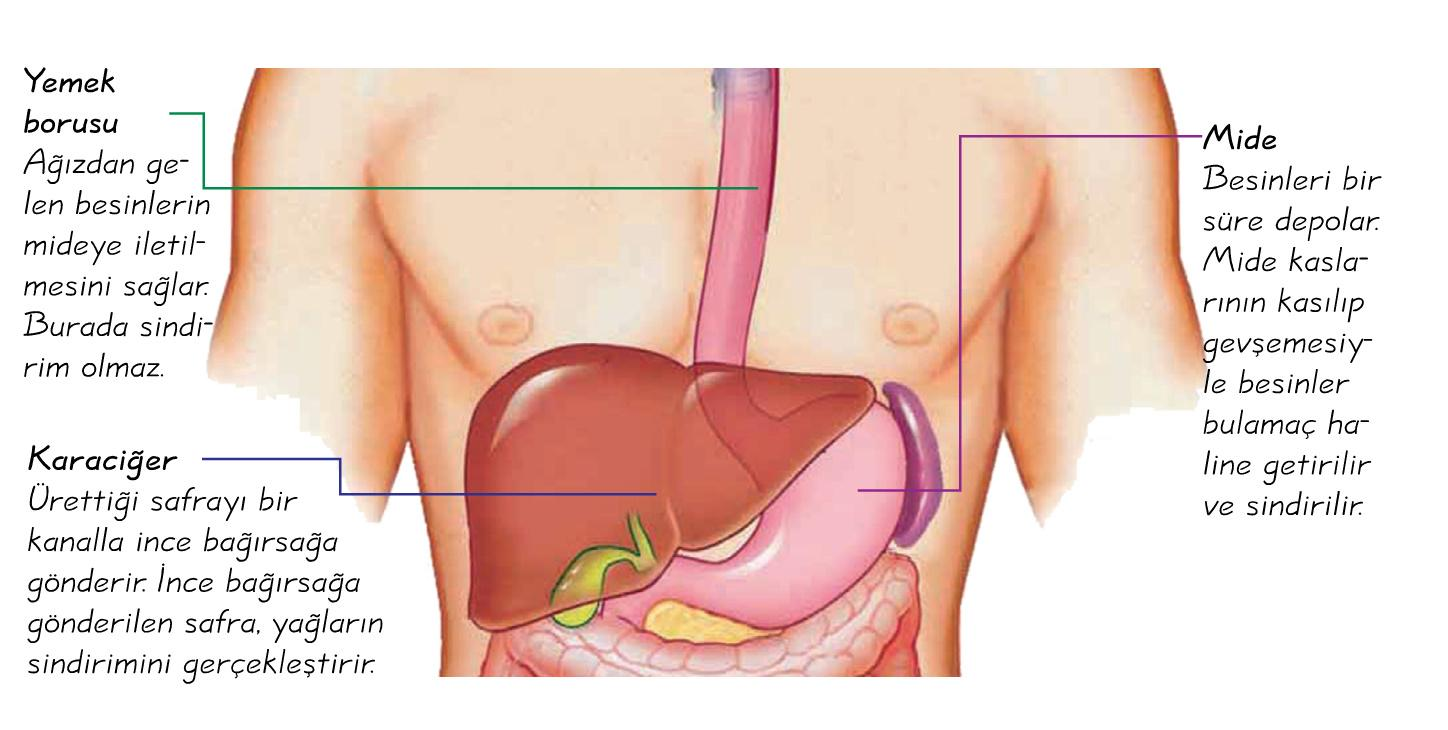 Yemek
borusu
Ağızdan ge-
len besinlerin
mideye iletil-
mesini sağlar.
Burada sindi-
rim olmaz.
Karaciğer
Ürettiği safrayı bir
kanalla ince bağırsağa
gönderir. İnce bağırsağa
gönderilen safra, yağların
sindirimini gerçekleştirir.
Mide
Besinleri bir
süre depolar.
Mide kasla-
rının kasılıp
gevşemesiy-
le besinler
bulamaç ha-
line getirilir
ve sindirilir.